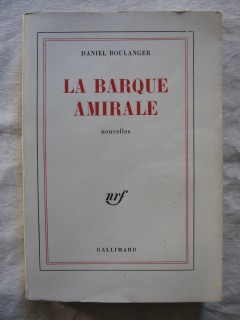 DANIEL BOULANGER
LA BARQUE
AMIRALE
nouvelles
nrf
GALLIMARD